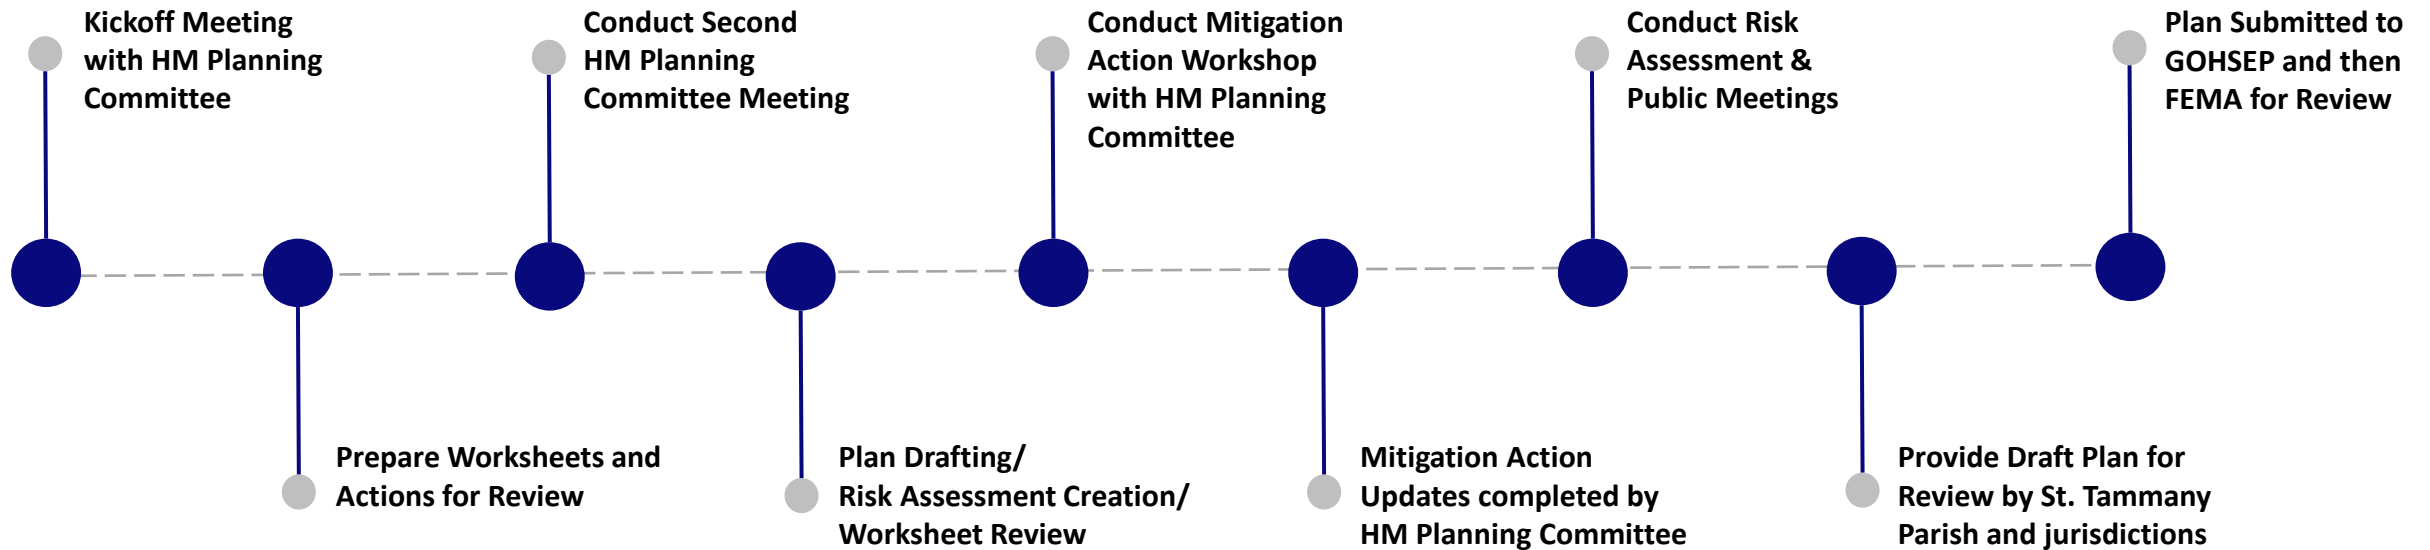 Kickoff Meeting
with HM Planning
Committee
Prepare Worksheets and
Actions for Review
Conduct Second
HM Planning
Committee Meeting
Plan Drafting/
Risk Assessment Creation/
Worksheet Review
Conduct Mitigation
Action Workshop
with HM Planning
Committee
Mitigation Action
Updates completed by
HM Planning Committee
Conduct Risk
Assessment &
Public Meetings
Provide Draft Plan for
Review by St. Tammany
Parish and jurisdictions
Plan Submitted to
GOHSEP and then
FEMA for Review